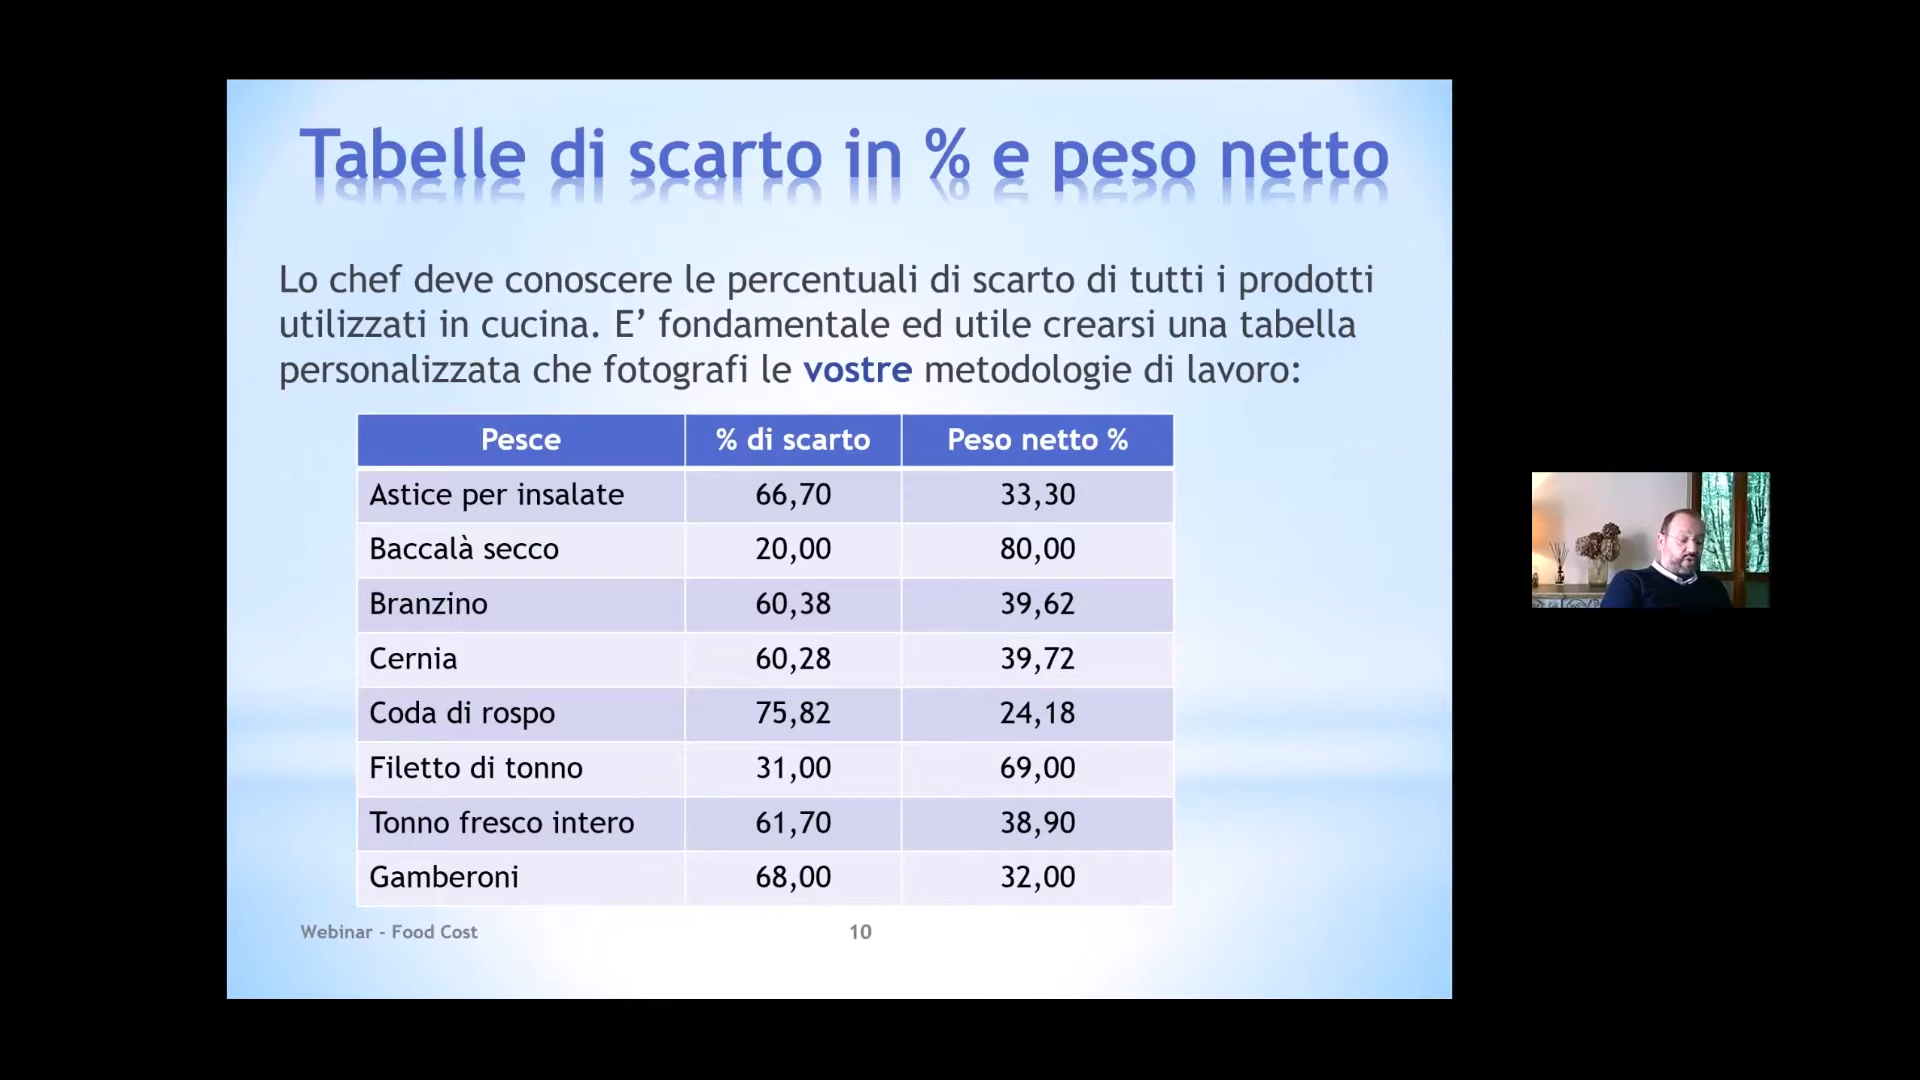 Tabelle di scarto in % e peso netto
Lo chef deve conoscere le percentuali di scarto di tutti i prodotti
utilizzati in cucina. E’ fondamentale ed utile crearsi una tabella
personalizzata che fotografi le vostre metodologie di lavoro:
Pesce % di scarto Peso netto %
Astice per insalate 66,70 33,30
Baccalà secco 20,00 80,00
Branzino 60,38 39,62
Cernia 60,28 39,72
Coda di rospo 75,82 24,18
Filetto di tonno 31,00 69,00
Tonno fresco intero 61,70 38,90
Gamberoni 68,00 32,00
Webinar - Food Cost 10